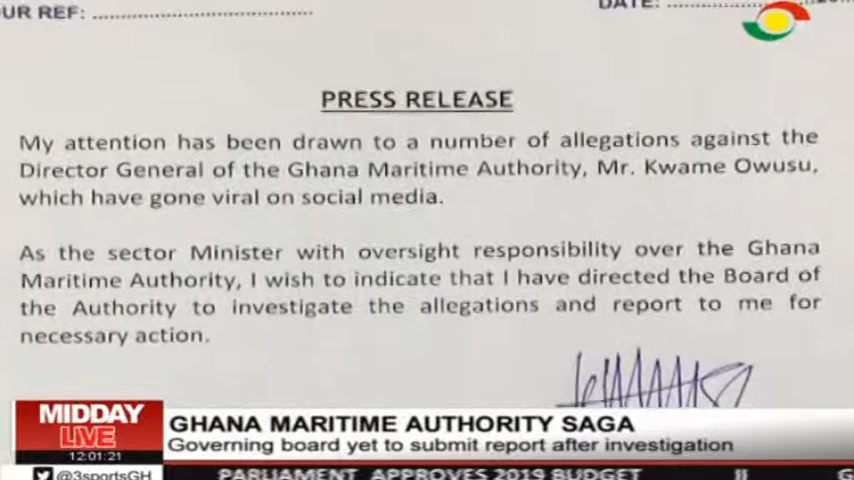 OUR REF: ........................................
DATE: ....................
PRESS RELEASE
My attention has been drawn to a number of allegations against the
Director General of the Ghana Maritime Authority, Mr. Kwame Owusu,
which have gone viral on social media.
As the sector Minister with oversight responsibility over the Ghana
Maritime Authority, I wish to indicate that I have directed the Board of
the Authority to investigate the allegations and report to me for
necessary action.
MIDDAY
LIVE
12:01:21
GHANA MARITIME AUTHORITY SAGA
Governing board yet to submit report after investigation
@3sportsGH
PARLIAMENT APPROVES 2019 BUDGET || G